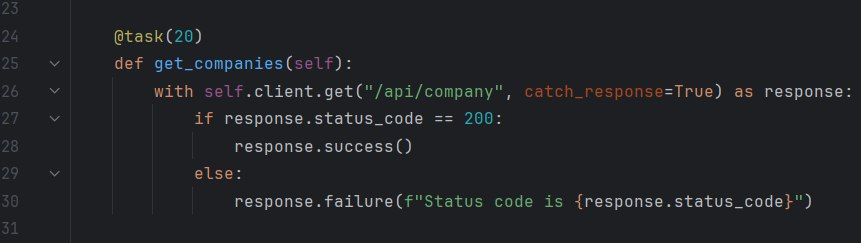 23
24 @task(20)
25 def get_companies(self):
26 with self.client.get("/api/company", catch_response=True) as response:
27 if response.status_code == 200:
28 response.success()
29 else:
30 response.failure(f"Status code is {response.status_code}")
31